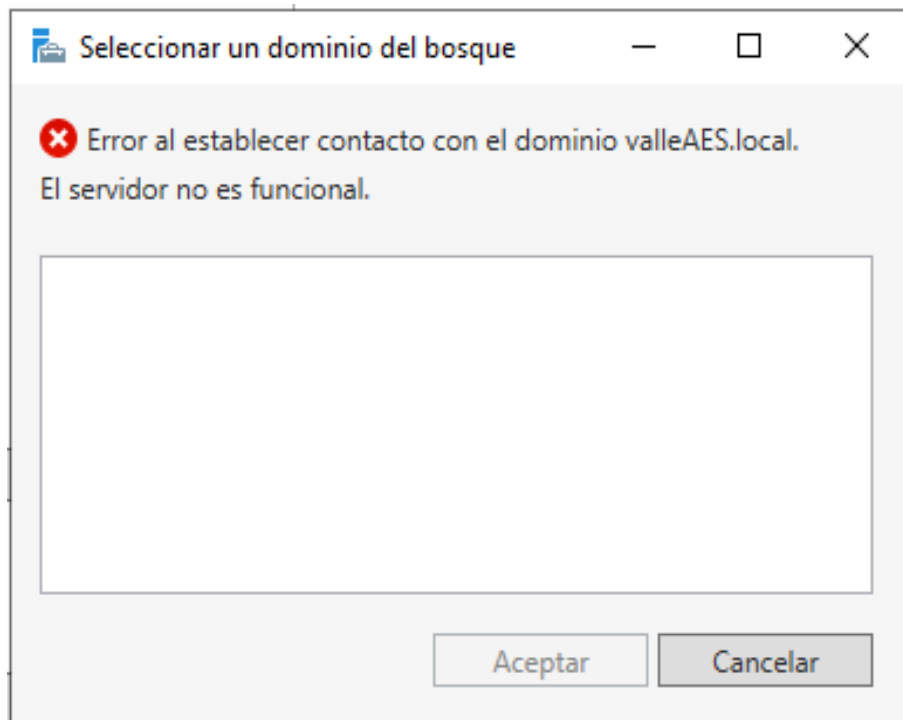 Seleccionar un dominio del bosque
Error al establecer contacto con el dominio valleAES.local.
El servidor no es funcional.
Aceptar
Cancelar